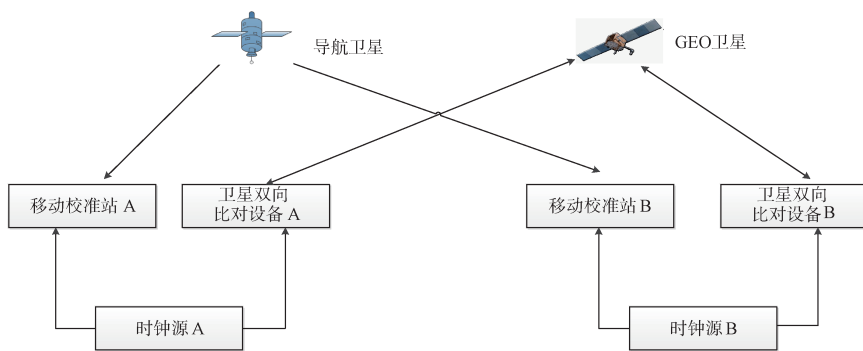 导航卫星
GEO卫星
移动校准站 A
卫星双向
比对设备 A
移动校准站 B
卫星双向
比对设备 B
时钟源 A
时钟源 B